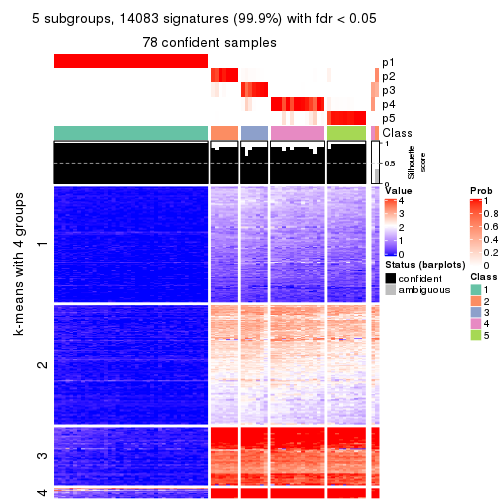 5 subgroups, 14083 signatures (99.9%) with fdr < 0.05
78 confident samples
p1
p2
p3
p4
p5
Class
1
0.5
0
Silhouette
score
k-means with 4 groups
1
2
3
4
Value
4
3
2
1
0
Status (barplots)
confident
ambiguous
Prob
1
0.8
0.6
0.4
0.2
0
Class
1
2
3
4
5